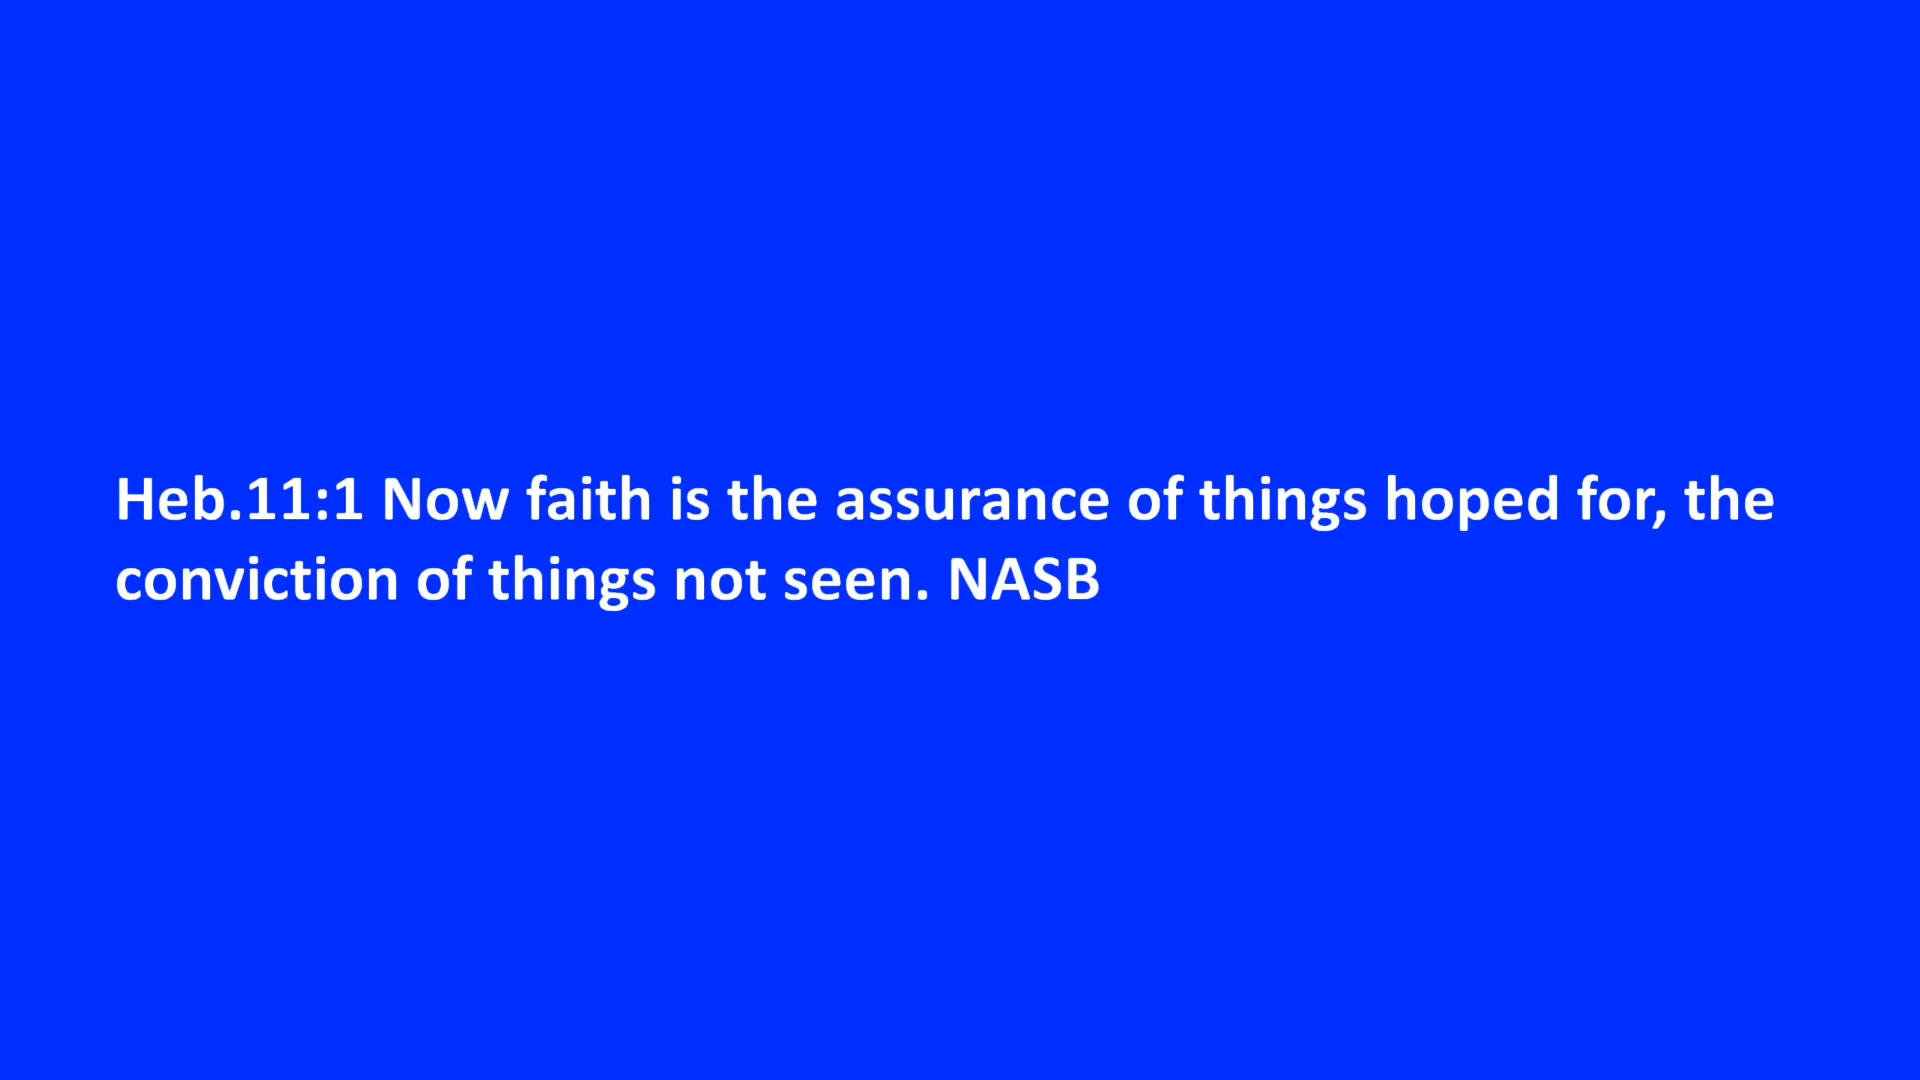 Heb.11:1 Now faith is the assurance of things hoped for, the
conviction of things not seen. NASB